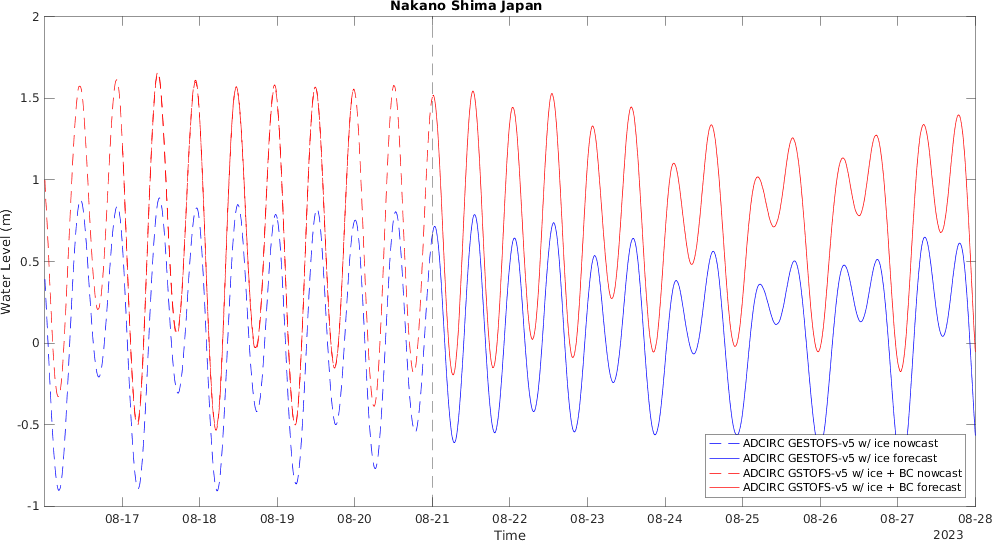 Nakano Shima Japan
2
1.5
1
0.5
0
-0.5
-1
Water Level (m)
ADCIRC GESTOFS-v5 w/ ice nowcast
ADCIRC GESTOFS-v5 w/ ice forecast
ADCIRC GSTOFS-v5 w/ ice + BC nowcast
ADCIRC GSTOFS-v5 w/ ice + BC forecast
08-17 08-18 08-19 08-20 08-21 08-22 08-23 08-24 08-25 08-26 08-27 08-28
Time
2023